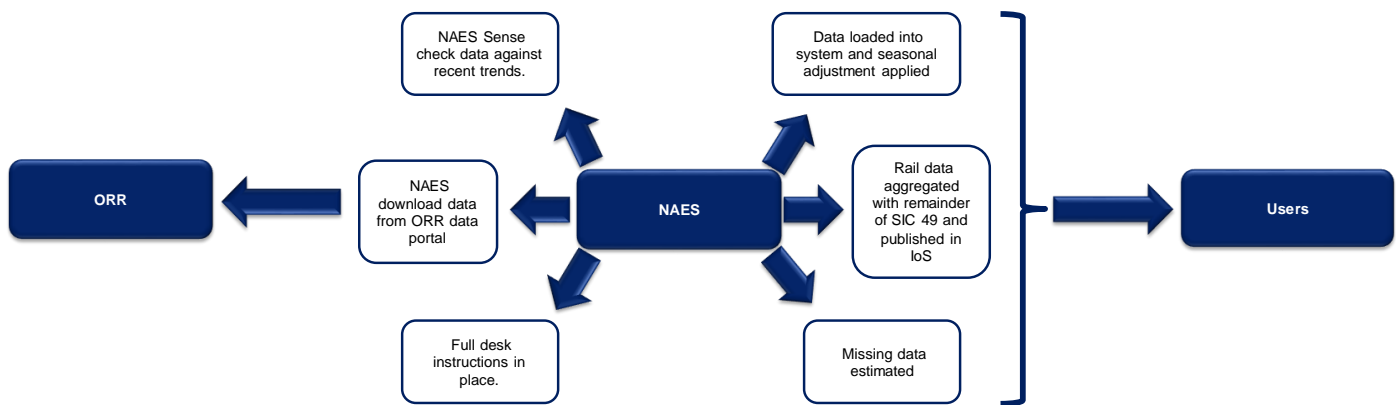 NAES Sense
check data against
recent trends.
Data loaded into
system and seasonal
adjustment applied
ORR
NAES
download data
from ORR data
portal
NAES
Rail data
aggregated
with remainder
of SIC 49 and
published in
IoS
Users
Full desk
instructions in
place.
Missing data
estimated